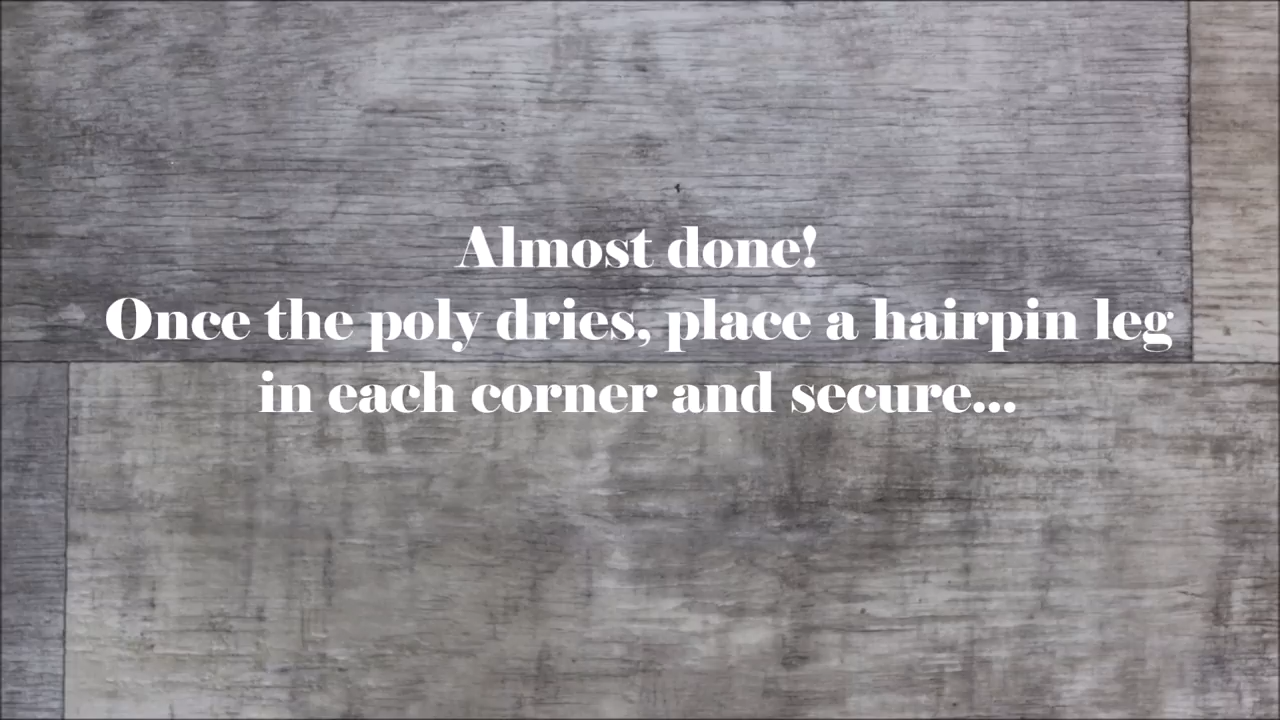 Almost done!
Once the poly dries, place a hairpin leg
in each corner and secure...